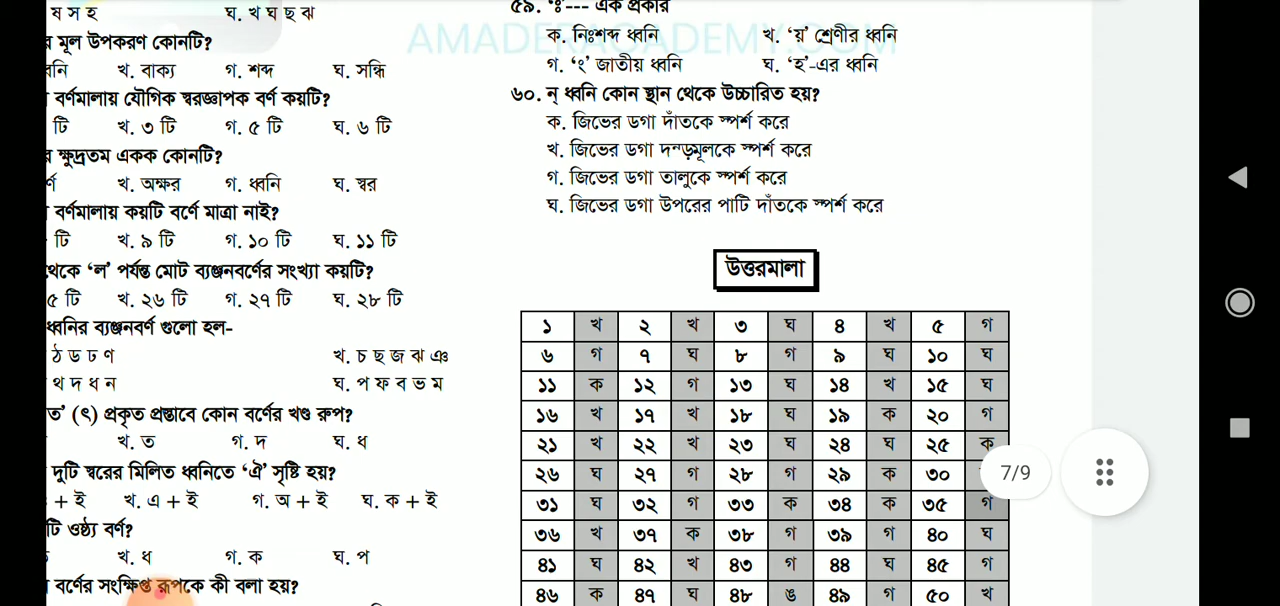 ষ স হ ঘ. খ ঘ ছ ঝ
মূল উপকরণ কোনটি?
খ. বাক্য গ. শব্দ ঘ. সন্ধি
বর্ণমালায় যৌগিক স্বরজ্ঞাপক বর্ণ কয়টি?
টি খ. ৩ টি গ. ৫ টি ঘ. ৬ টি
ক্ষুদ্রতম একক কোনটি?
খ. অক্ষর গ. ধ্বনি ঘ. স্বর
বর্ণমালায় কয়টি বর্ণে মাত্রা নাই?
টি খ. ৯ টি গ. ১০ টি ঘ. ১১ টি
থেকে ‘ল’ পর্যন্ত মোট ব্যঞ্জনবর্ণের সংখ্যা কয়টি?
৫ টি খ. ২৬ টি গ. ২৭ টি ঘ. ২৮ টি
ধ্বনির ব্যঞ্জনবর্ণ গুলো হল-
ঠ ড ঢ ণ খ. চ ছ জ ঝ ঞ
থ দ ধ ন ঘ. প ফ ব ভ ম
ত’ (ৎ) প্রকৃত প্রস্তাবে কোন বর্ণের খণ্ড রুপ?
খ. ত গ. দ ঘ. ধ
দুটি স্বরের মিলিত ধ্বনিতে ‘ঐ’ সৃষ্টি হয়?
+ ই খ. এ + ই গ. অ + ই ঘ. ক + ই
টি ওষ্ঠ্য বর্ণ?
খ. ধ গ. ক ঘ. প
বর্ণের সংক্ষিপ্ত রূপকে কী বলা হয়?
AMADERACADEMY.COM
৫৯. ‘ঃ’--- এক প্রকার
ক. নিঃশব্দ ধ্বনি খ. ‘য়’ শ্রেণীর ধ্বনি
গ. ‘ং’ জাতীয় ধ্বনি ঘ. ‘হ’-এর ধ্বনি
৬০. ন্ ধ্বনি কোন স্থান থেকে উচ্চারিত হয়?
ক. জিভের ডগা দাঁতকে স্পর্শ করে
খ. জিভের ডগা দন্ড়মূলকে স্পর্শ করে
গ. জিভের ডগা তালুকে স্পর্শ করে
ঘ. জিভের ডগা উপরের পাটি দাঁতকে স্পর্শ করে
উত্তরমালা
১ খ ২ খ ৩ ঘ ৪ খ ৫ গ
৬ গ ৭ ঘ ৮ গ ৯ ঘ ১০ ঘ
১১ ক ১২ গ ১৩ ঘ ১৪ খ ১৫ ঘ
১৬ খ ১৭ খ ১৮ ঘ ১৯ ক ২০ গ
২১ খ ২২ খ ২৩ ঘ ২৪ ঘ ২৫ ক
২৬ ঘ ২৭ গ ২৮ গ ২৯ ক ৩০
৩১ ঘ ৩২ গ ৩৩ ক ৩৪ ক ৩৫ গ
৩৬ খ ৩৭ ক ৩৮ গ ৩৯ গ ৪০ ঘ
৪১ ঘ ৪২ খ ৪৩ গ ৪৪ ঘ ৪৫ গ
৪৬ ক ৪৭ ঘ ৪৮ ঙ ৪৯ গ ৫০ খ
7/9